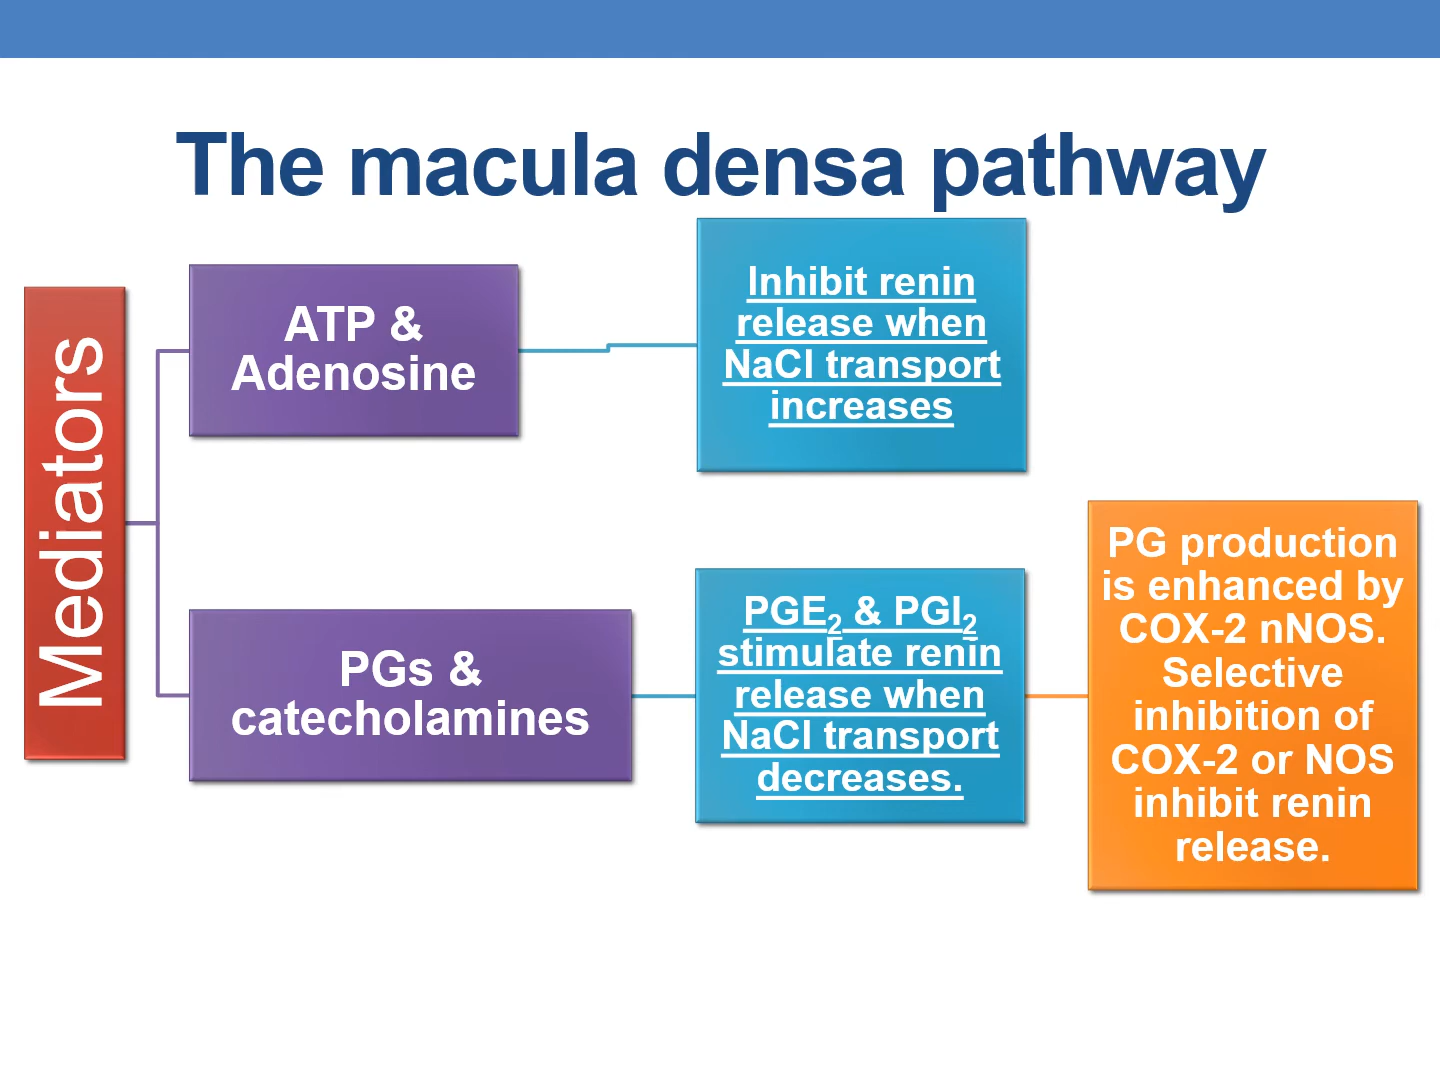 The macula densa pathway
Mediators
ATP &
Adenosine
Inhibit renin
release when
NaCl transport
increases
PGs &
catecholamines
PGE₂ & PGI₂
stimulate renin
release when
NaCl transport
decreases.
PG production
is enhanced by
COX-2 nNOS.
Selective
inhibition of
COX-2 or NOS
inhibit renin
release.